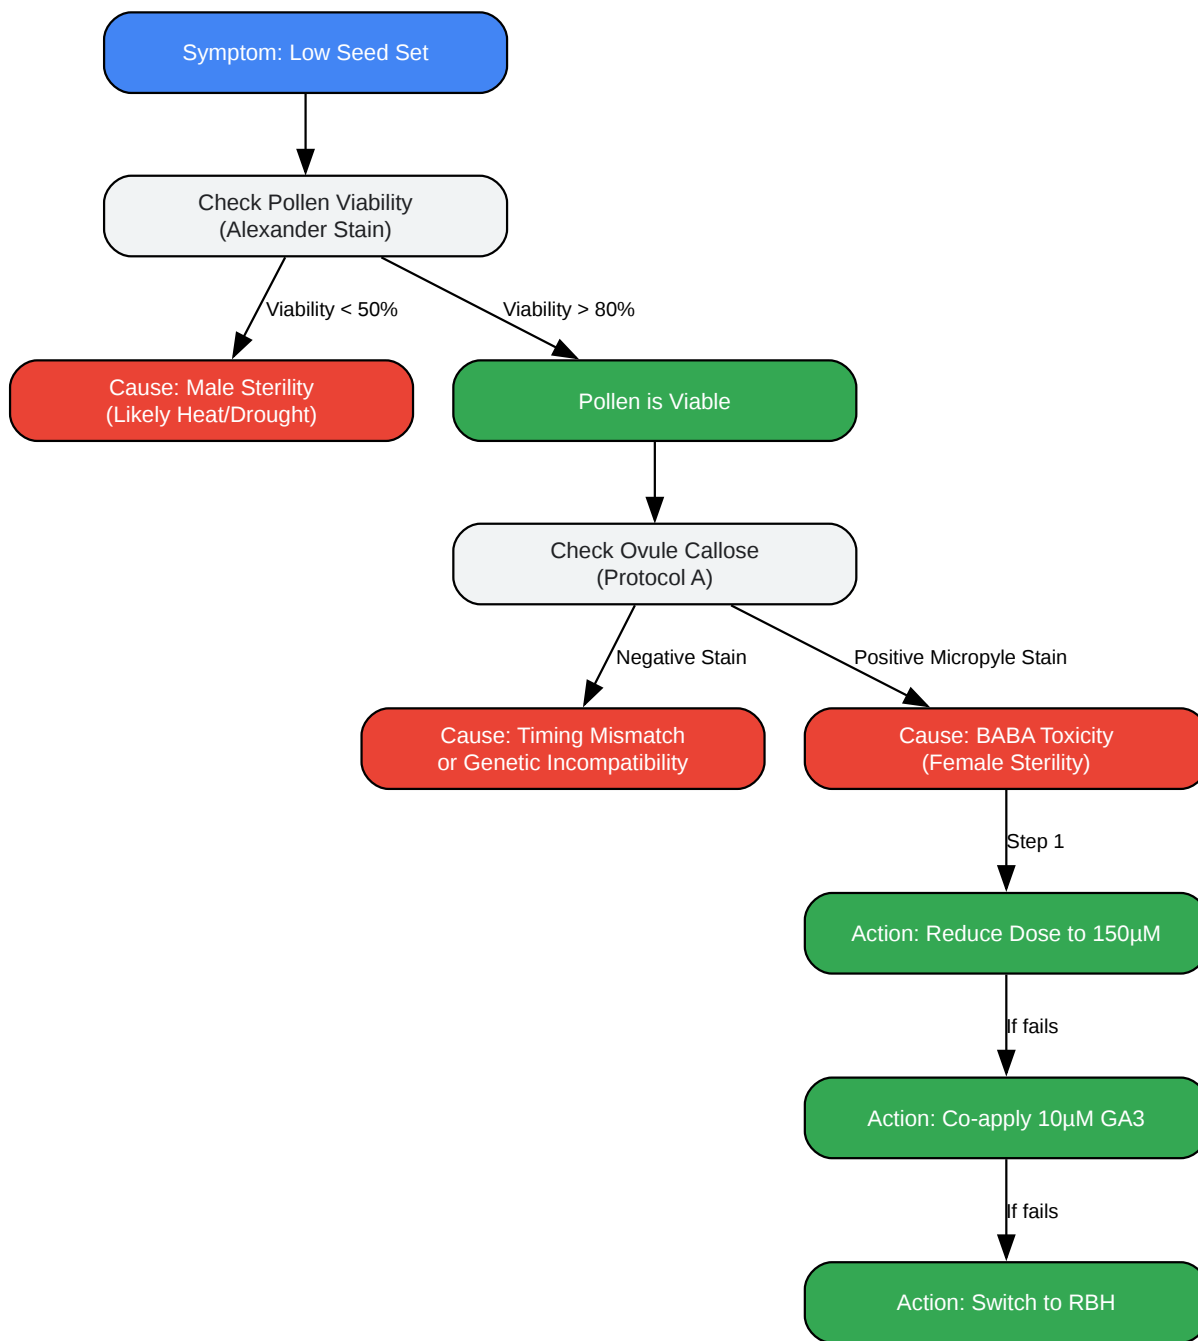 Symptom: Low Seed Set
Check Pollen Viability
(Alexander Stain)
Viability < 50%
Viability > 80%
Cause: Male Sterility
(Likely Heat/Drought)
Pollen is Viable
Check Ovule Callose
(Protocol A)
Negative Stain
Positive Micropyle Stain
Cause: Timing Mismatch
or Genetic Incompatibility
Cause: BABA Toxicity
(Female Sterility)
Step 1
Action: Reduce Dose to 150µM
If fails
Action: Co-apply 10µM GA3
If fails
Action: Switch to RBH